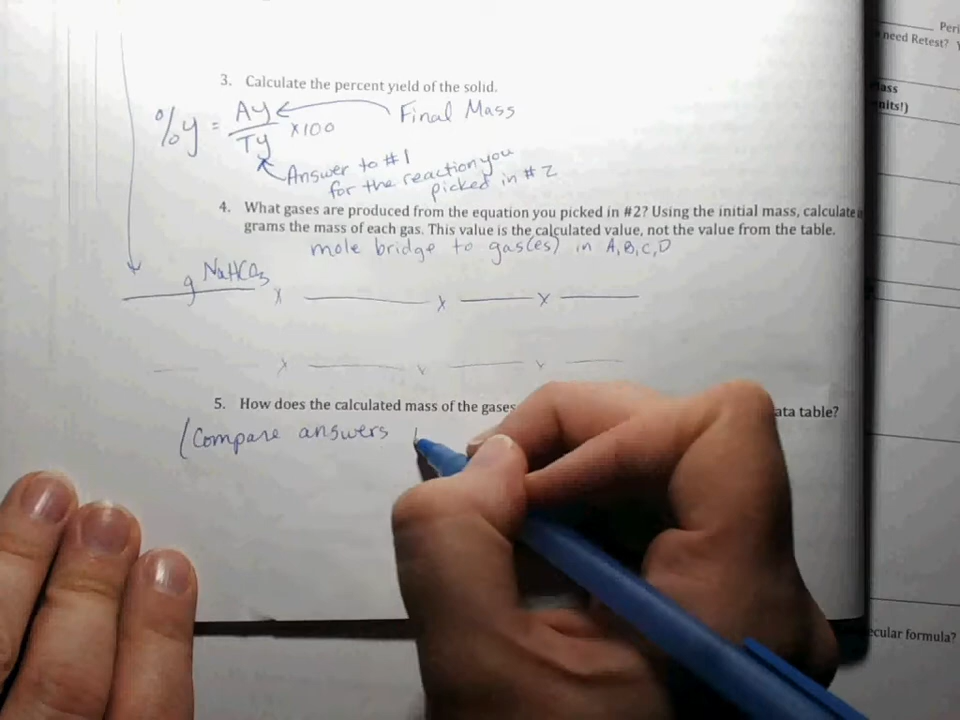 Peri
need Retest? Y
3. Calculate the percent yield of the solid.
%y = AY / TY x100
Final Mass
Answer to #1
for the reaction you
picked in #2
ass
nits!)
4. What gases are produced from the equation you picked in #2? Using the initial mass, calculate
grams the mass of each gas. This value is the calculated value, not the value from the table.
mole bridge to gas(es) in A,B,C,D
g NaHCO3 x x x
x x x
5. How does the calculated mass of the gases ata table?
(Compare answers
ecular formula?